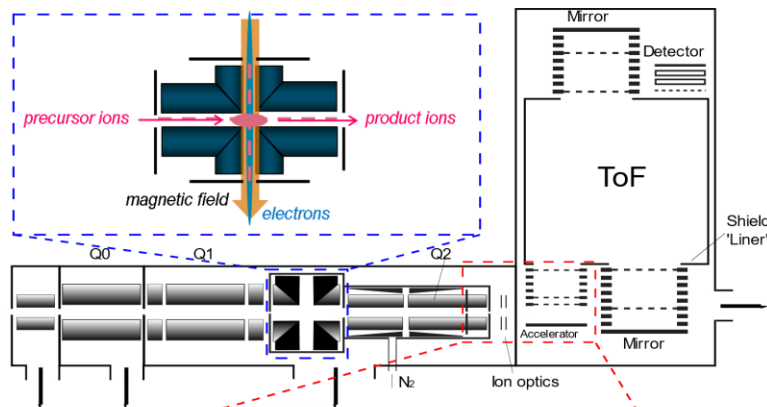 Mirror
Detector
precursor ions
product ions
ToF
magnetic field
electrons
Shield
'Liner'
Q0
Q1
Q2
Accelerator
Mirror
N2
Ion optics